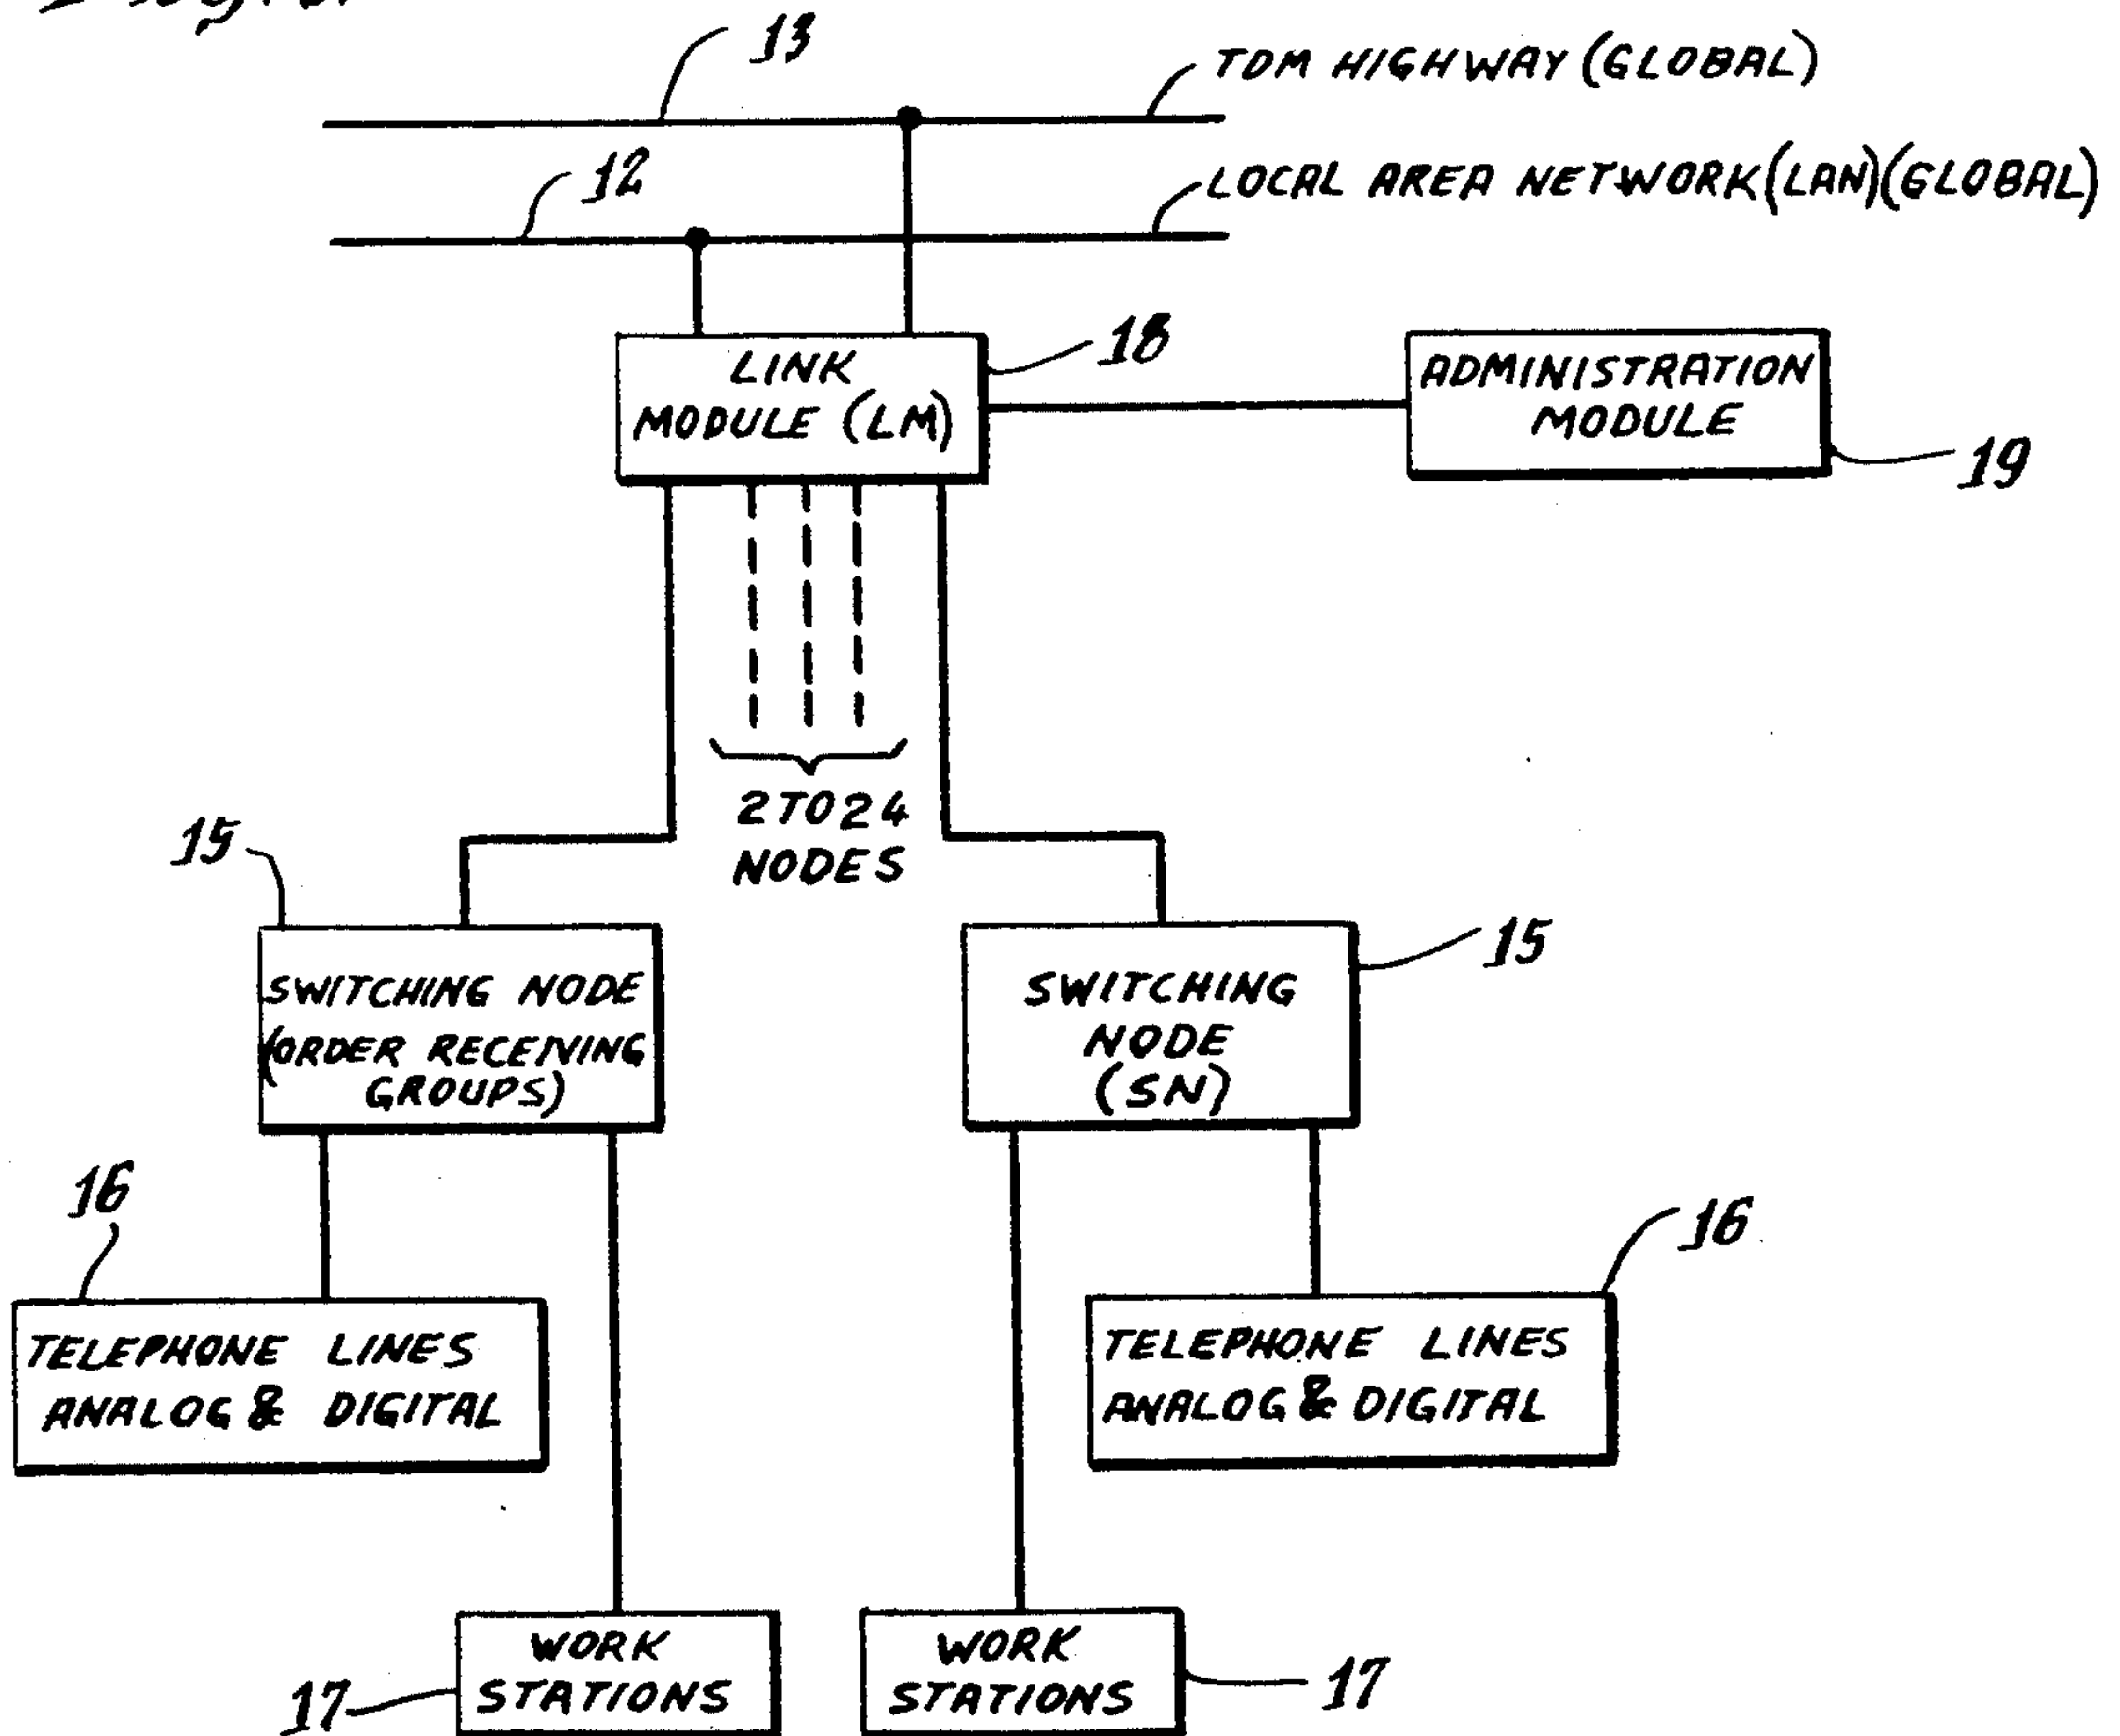 13
TDM HIGHWAY (GLOBAL)
12
LOCAL AREA NETWORK (LAN)(GLOBAL)
LINK
MODULE (LM)
18
ADMINISTRATION
MODULE
19
2 TO 24
NODES
15
SWITCHING NODE
(ORDER RECEIVING
GROUPS)
SWITCHING
NODE
(SN)
15
16
TELEPHONE LINES
ANALOG & DIGITAL
16
TELEPHONE LINES
ANALOG & DIGITAL
WORK
STATIONS
17
WORK
STATIONS
17